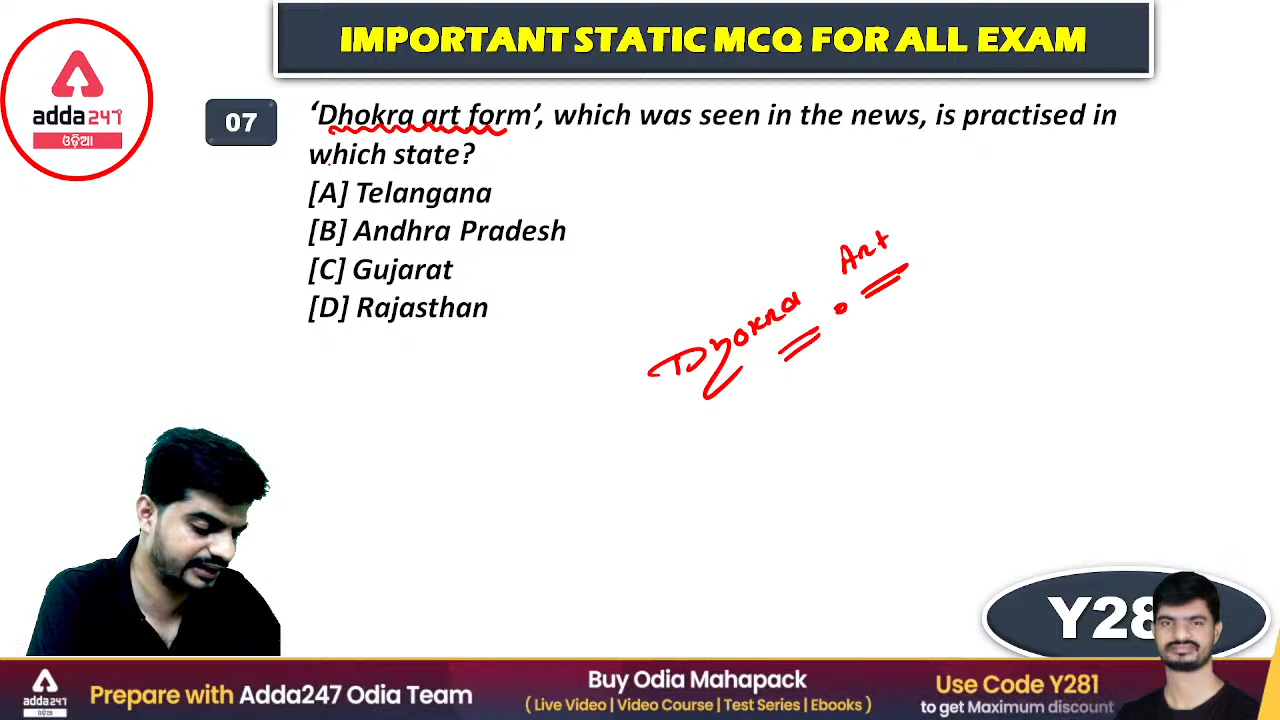 IMPORTANT STATIC MCQ FOR ALL EXAM
adda247
ଓଡ଼ିଆ
07
‘Dhokra art form’, which was seen in the news, is practised in
which state?
[A] Telangana
[B] Andhra Pradesh
[C] Gujarat
[D] Rajasthan
Dhokra Art
Y28
adda247
ଓଡ଼ିଆ
Prepare with Adda247 Odia Team
Buy Odia Mahapack
( Live Video | Video Course | Test Series | Ebooks )
Use Code Y281
to get Maximum discount